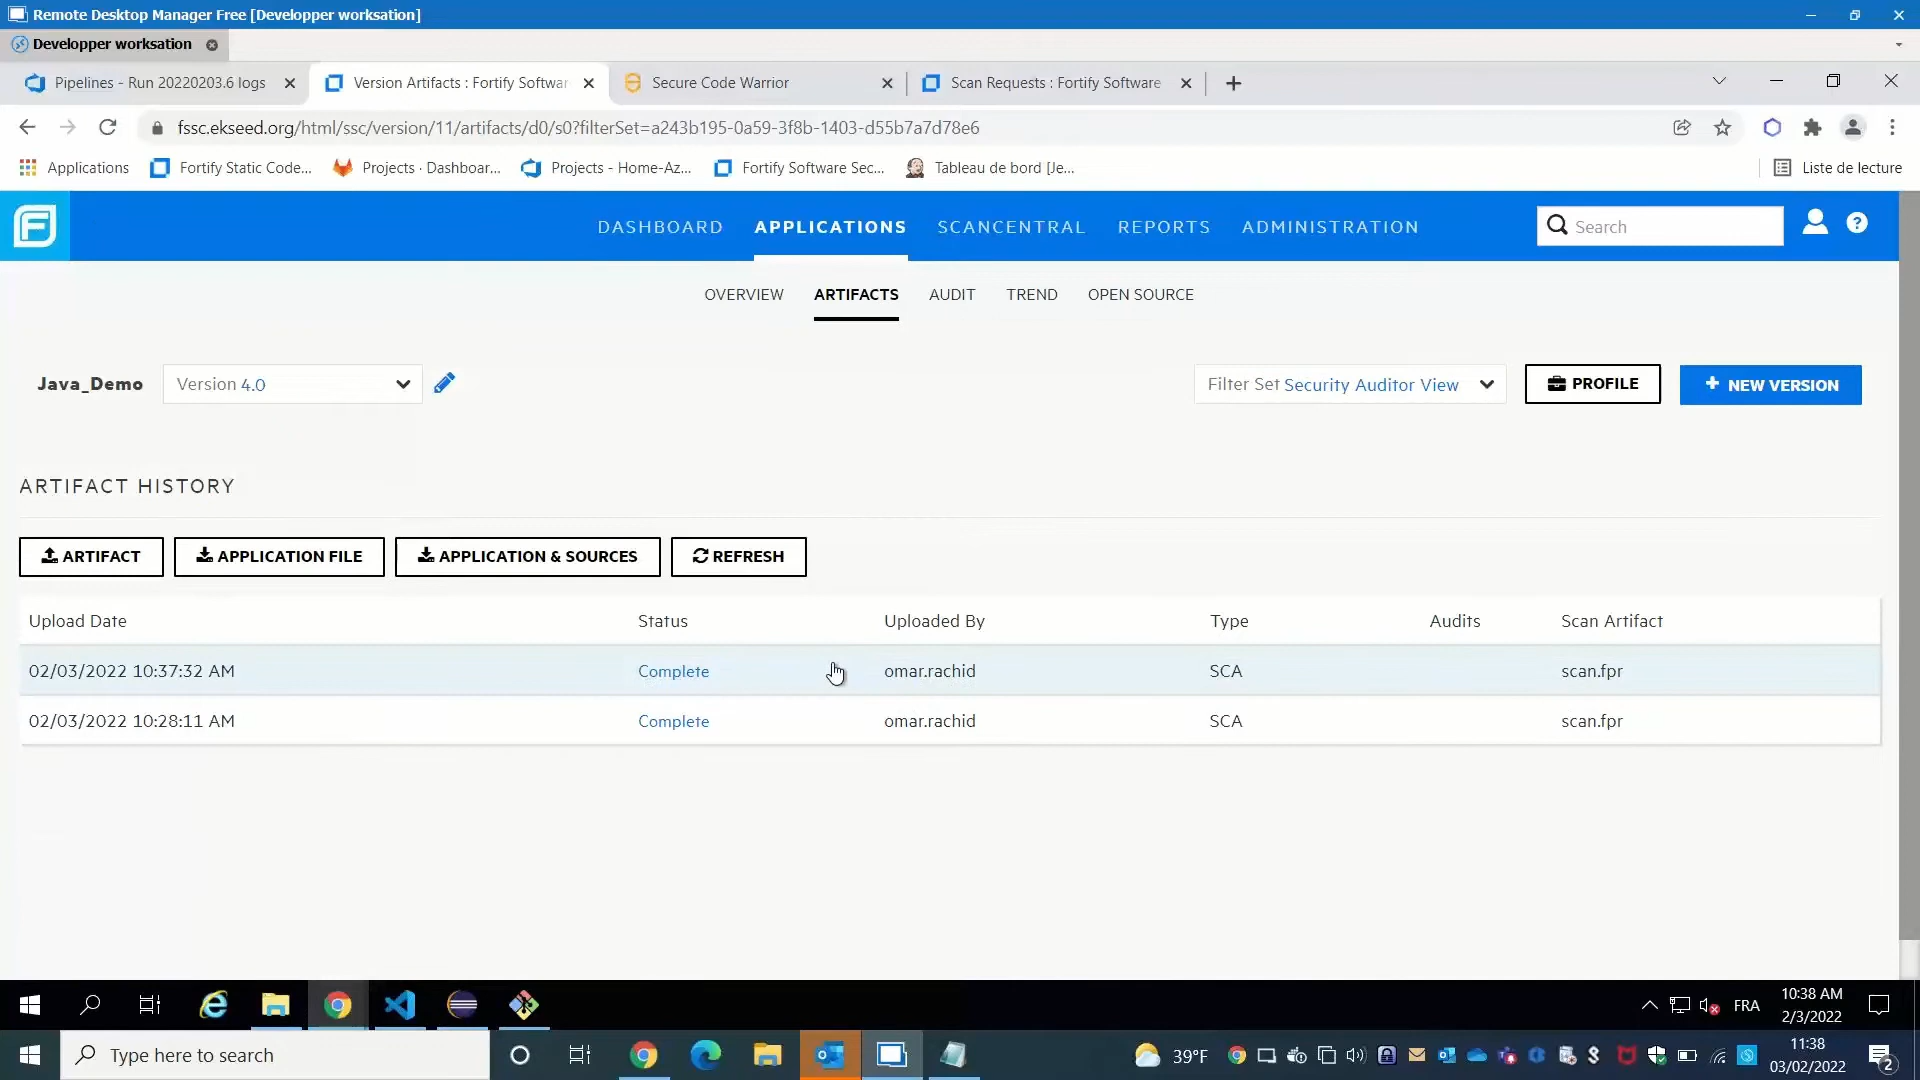 Remote Desktop Manager Free [Developper worksation]
Developper worksation
Pipelines - Run 20220203.6 logs
Version Artifacts : Fortify Softwar
Secure Code Warrior
Scan Requests : Fortify Software
fssc.ekseed.org/html/ssc/version/11/artifacts/d0/s0?filterSet=a243b195-0a59-3f8b-1403-d55b7a7d78e6
Applications
Fortify Static Code...
Projects · Dashboar...
Projects - Home-Az...
Fortify Software Sec...
Tableau de bord [Je...
Liste de lecture
DASHBOARD
APPLICATIONS
SCANCENTRAL
REPORTS
ADMINISTRATION
Search
OVERVIEW
ARTIFACTS
AUDIT
TREND
OPEN SOURCE
Java_Demo
Version 4.0
Filter Set Security Auditor View
PROFILE
+ NEW VERSION
ARTIFACT HISTORY
ARTIFACT
APPLICATION FILE
APPLICATION & SOURCES
REFRESH
Upload Date Status Uploaded By Type Audits Scan Artifact
02/03/2022 10:37:32 AM Complete omar.rachid SCA scan.fpr
02/03/2022 10:28:11 AM Complete omar.rachid SCA scan.fpr
FRA
10:38 AM
2/3/2022
Type here to search
39°F
11:38
03/02/2022
2